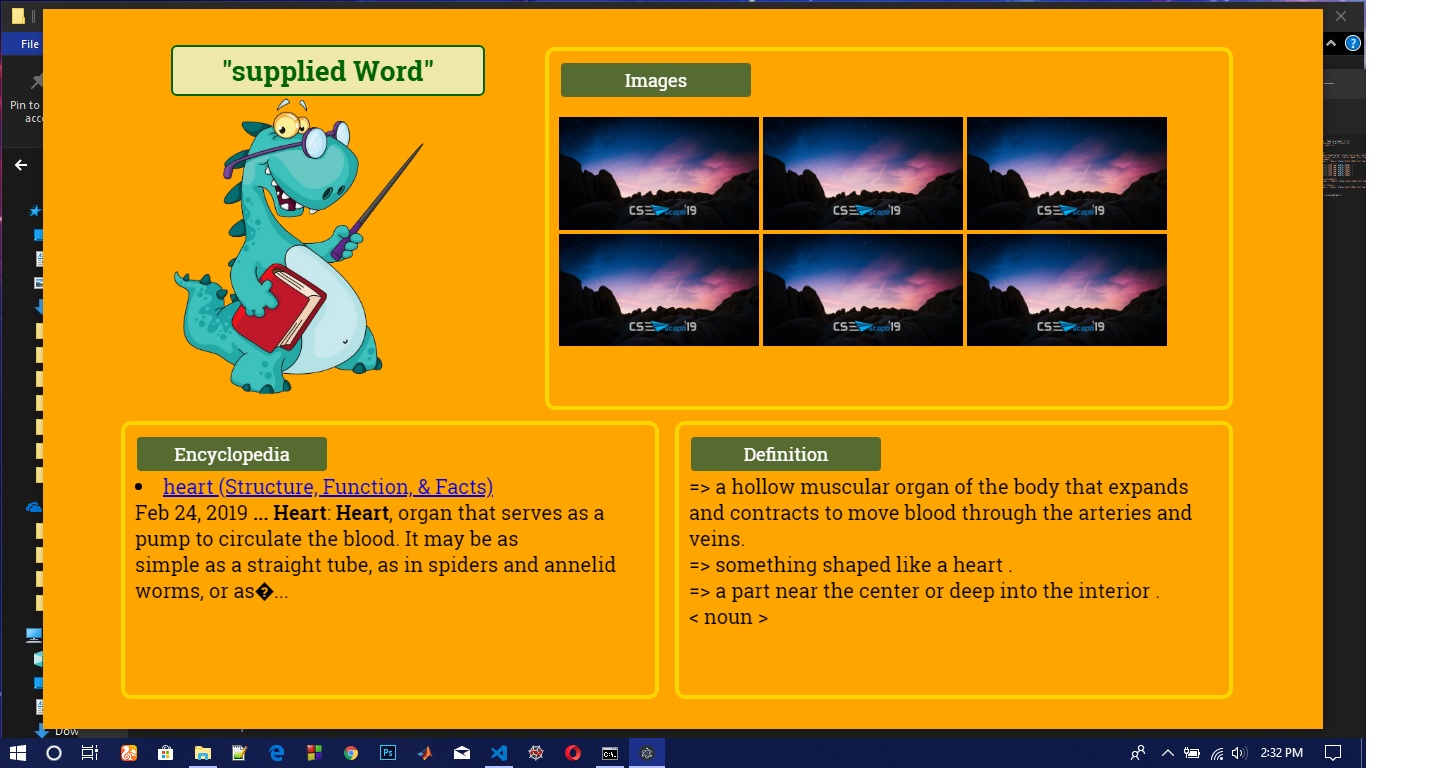 File
Pin to
acc
"supplied Word"
Images
CSEscape'19
CSEscape'19
CSEscape'19
CSEscape'19
CSEscape'19
CSEscape'19
Encyclopedia
heart (Structure, Function, & Facts)
Feb 24, 2019 ... Heart: Heart, organ that serves as a
pump to circulate the blood. It may be as
simple as a straight tube, as in spiders and annelid
worms, or as�...
Definition
=> a hollow muscular organ of the body that expands
and contracts to move blood through the arteries and
veins.
=> something shaped like a heart .
=> a part near the center or deep into the interior .
< noun >
Dow
Ps
C:\.
2:32 PM